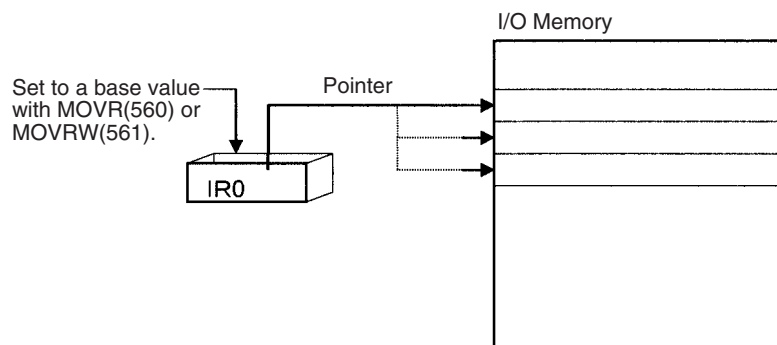 I/O Memory
Set to a base value
with MOVR(560) or
MOVRW(561).
Pointer
IR0